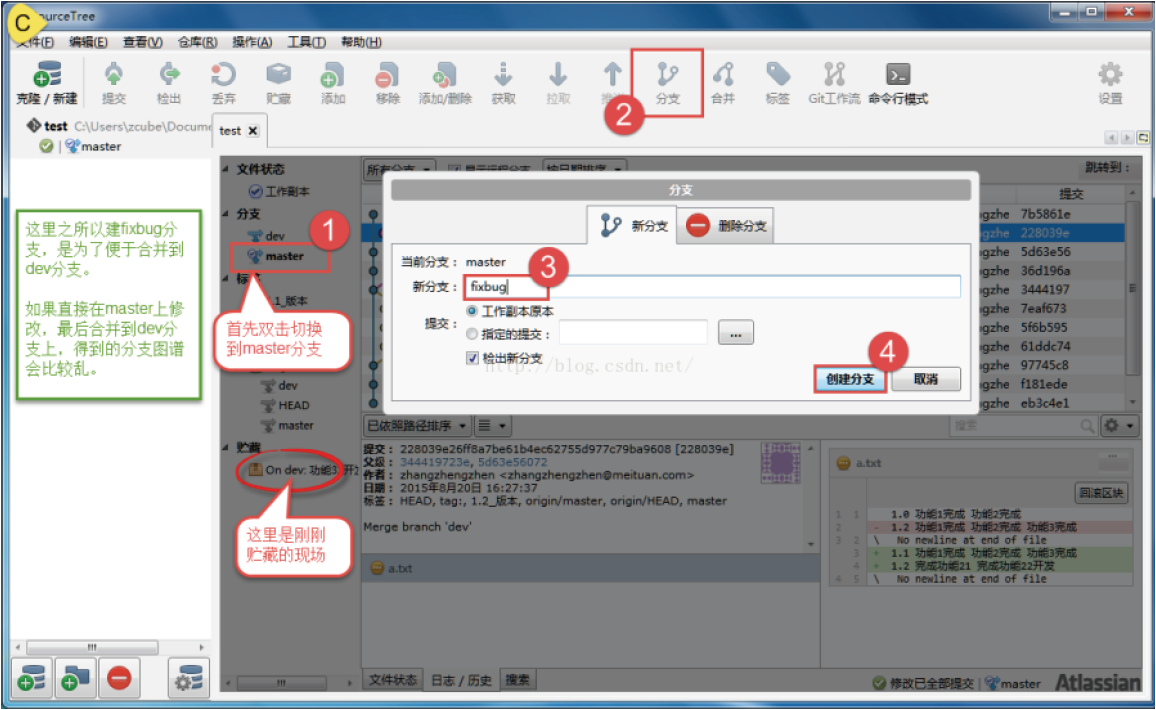 C
ourceTree
文件(F) 编辑(E) 查看(V) 仓库(R) 操作(A) 工具(T) 帮助(H)
克隆 / 新建 提交 检出 丢弃 贮藏 添加 移除 添加/删除 获取 拉取 分支 合并 标签 Git工作流 命令行模式 设置
2
test C:\Users\zcube\Docume
master
test
文件状态
工作副本
分支
dev
master
1
1_版本
首先双击切换
到master分支
dev
HEAD
master
贮藏
On dev: 功能3 开发
这里是刚刚
贮藏的现场
这里之所以建fixbug分
支，是为了便于合并到
dev分支。
如果直接在master上修
改，最后合并到dev分
支上，得到的分支图谱
会比较乱。
所有分支 显示远程分支 按日期排序 跳转到：
提交
gzhe 7b5861e
ngzhe 228039e
ngzhe 5d63e56
ngzhe 36d196a
ngzhe 3444197
ngzhe 7eaf673
ngzhe 5f6b595
ngzhe 61ddc74
ngzhe 97745c8
ngzhe f181ede
ngzhe eb3c4e1
分支
新分支 删除分支
当前分支： master
3
新分支： fixbug
提交： 工作副本原本
指定的提交： ...
检出新分支
http://blog.csdn.net/
4
创建分支 取消
已依照路径排序 搜索
提交： 228039e26ff8a7be61b4ec62755d977c79ba9608 [228039e]
父级： 344419723e, 5d63e56072
作者： zhangzhengzhen <zhangzhengzhen@meituan.com>
日期： 2015年8月20日 16:27:37
标签： HEAD, tag:, 1.2_版本, origin/master, origin/HEAD, master
Merge branch 'dev'
a.txt
a.txt
回滚区块
1 1 1.0 功能1完成 功能2完成
2 - 1.2 功能1完成 功能2完成 功能3完成
3 2 \ No newline at end of file
3 + 1.1 功能1完成 功能2完成 功能3完成
4 + 1.2 完成功能21 完成功能22开发
4 5 \ No newline at end of file
文件状态 日志 / 历史 搜索
修改已全部提交 master Atlassian